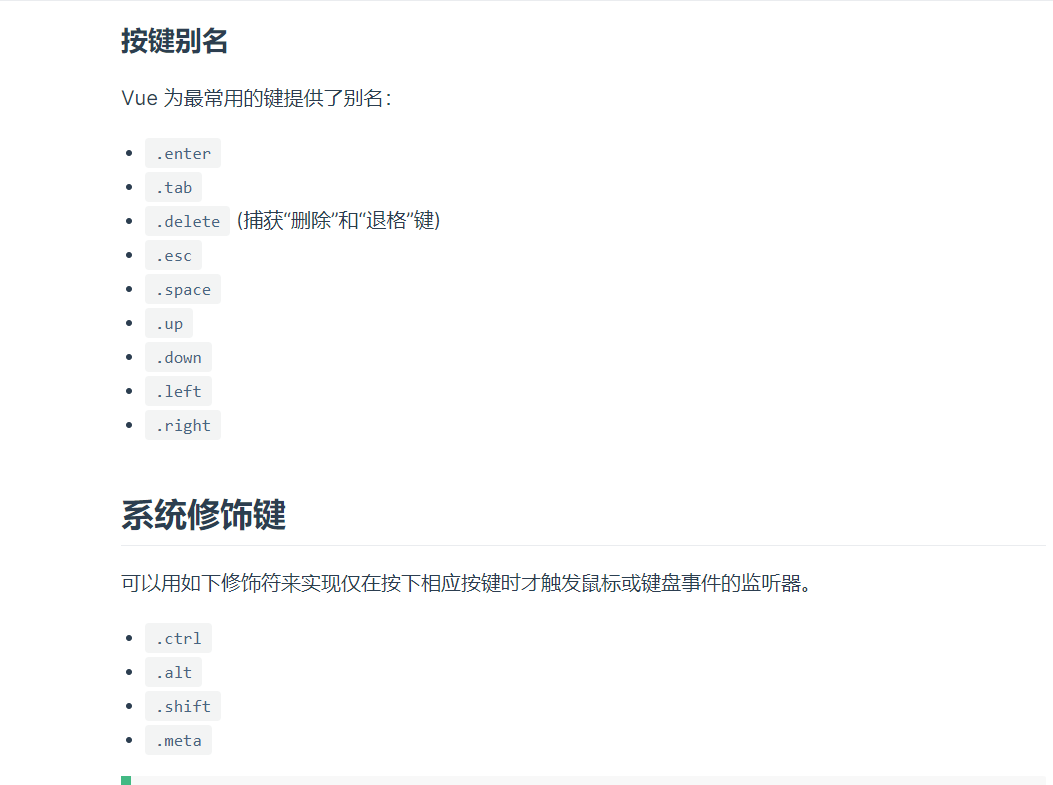 按键别名
Vue 为最常用的键提供了别名：
.enter
.tab
.delete (捕获“删除”和“退格”键)
.esc
.space
.up
.down
.left
.right
系统修饰键
可以用如下修饰符来实现仅在按下相应按键时才触发鼠标或键盘事件的监听器。
.ctrl
.alt
.shift
.meta